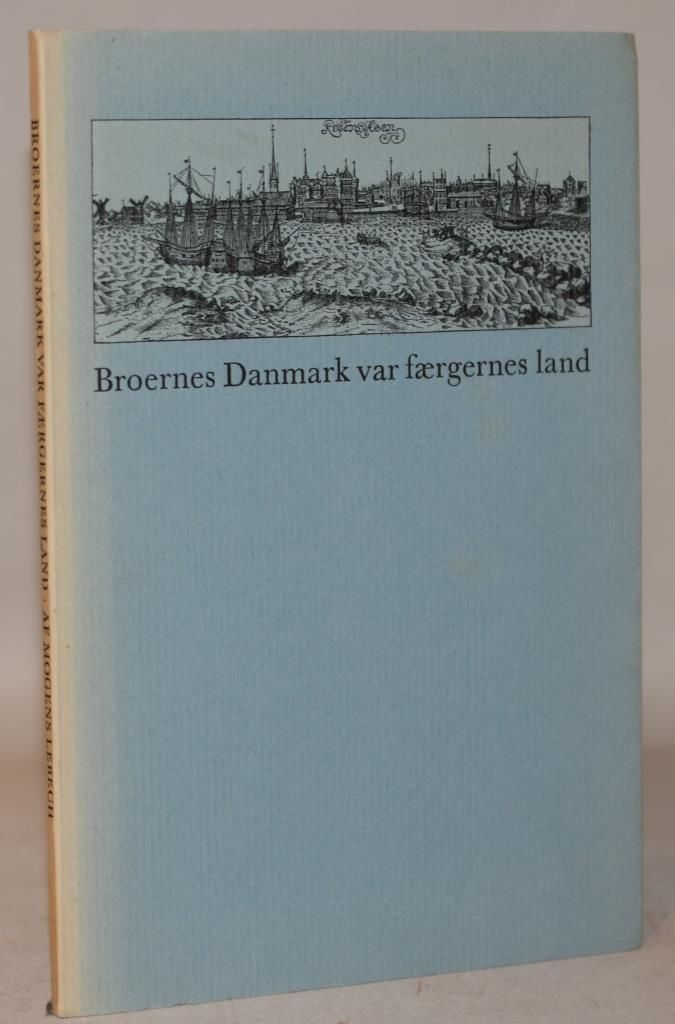 Broernes Danmark var færgernes land
BROERNES DANMARK VAR FÆRGERNES LAND · AF MOGENS LEBECH